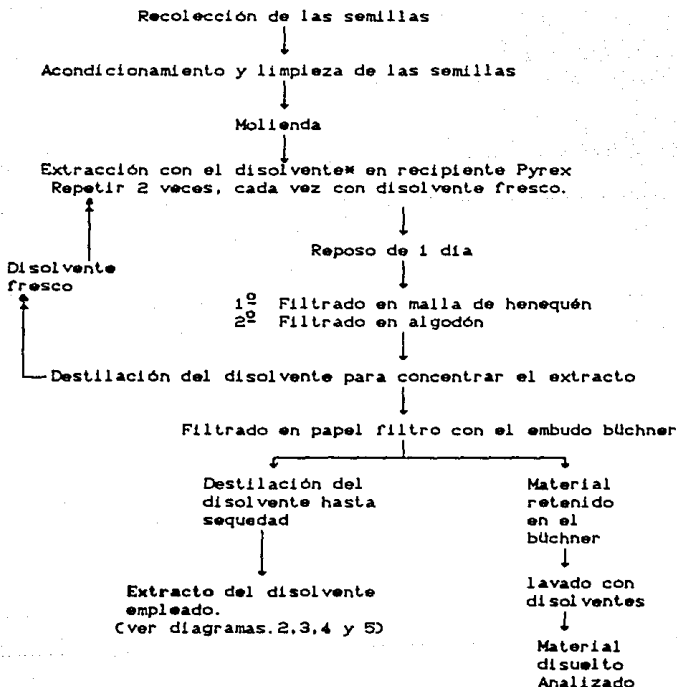 Recolección de las semillas
Acondicionamiento y limpieza de las semillas
Molienda
Extracción con el disolvente* en recipiente Pyrex
Repetir 2 veces, cada vez con disolvente fresco.
Reposo de 1 dia
Disolvente
fresco
1º Filtrado en malla de henequén
2º Filtrado en algodón
Destilación del disolvente para concentrar el extracto
Filtrado en papel filtro con el embudo büchner
Destilación del
disolvente hasta
sequedad
Material
retenido
en el
büchner
Extracto del disolvente
empleado.
(ver diagramas.2,3,4 y 5)
lavado con
disolventes
Material
disuelto
Analizado